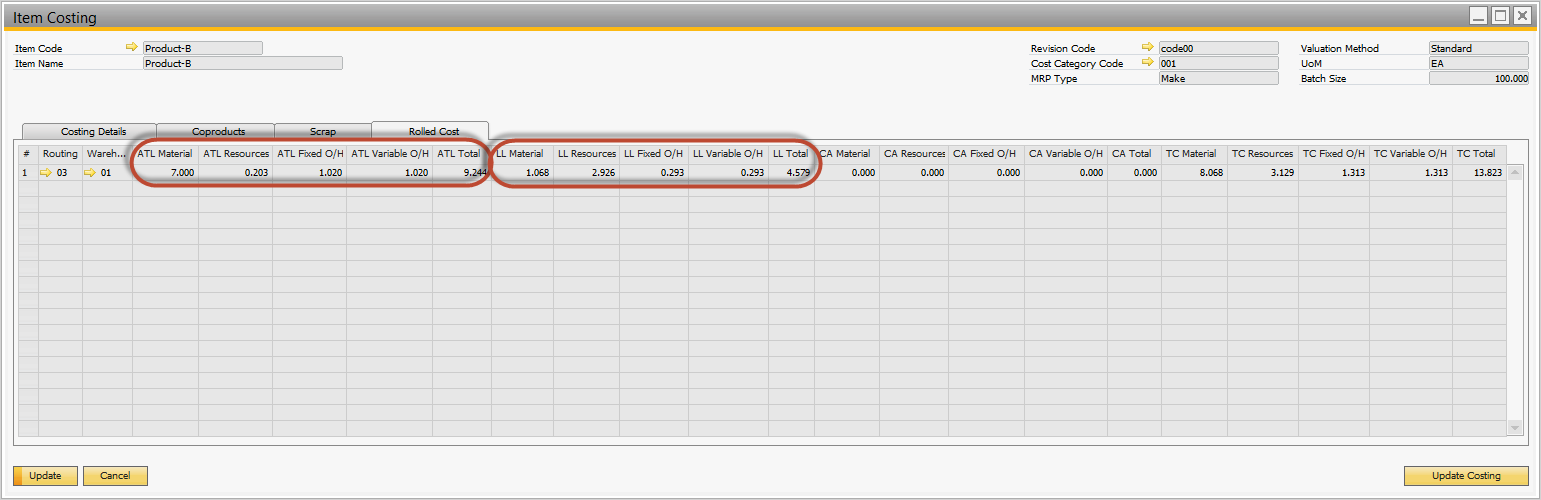 Item Costing
Item Code Product-B
Item Name Product-B
Revision Code code00
Cost Category Code 001
MRP Type Make
Valuation Method Standard
UoM EA
Batch Size 100.000
Costing Details Coproducts Scrap Rolled Cost
# Routing Wareh... ATL Material ATL Resources ATL Fixed O/H ATL Variable O/H ATL Total LL Material LL Resources LL Fixed O/H LL Variable O/H LL Total CA Material CA Resources CA Fixed O/H CA Variable O/H CA Total TC Material TC Resources TC Fixed O/H TC Variable O/H TC Total
1 03 01 7.000 0.203 1.020 1.020 9.244 1.068 2.926 0.293 0.293 4.579 0.000 0.000 0.000 0.000 0.000 8.068 3.129 1.313 1.313 13.823
Update Cancel Update Costing